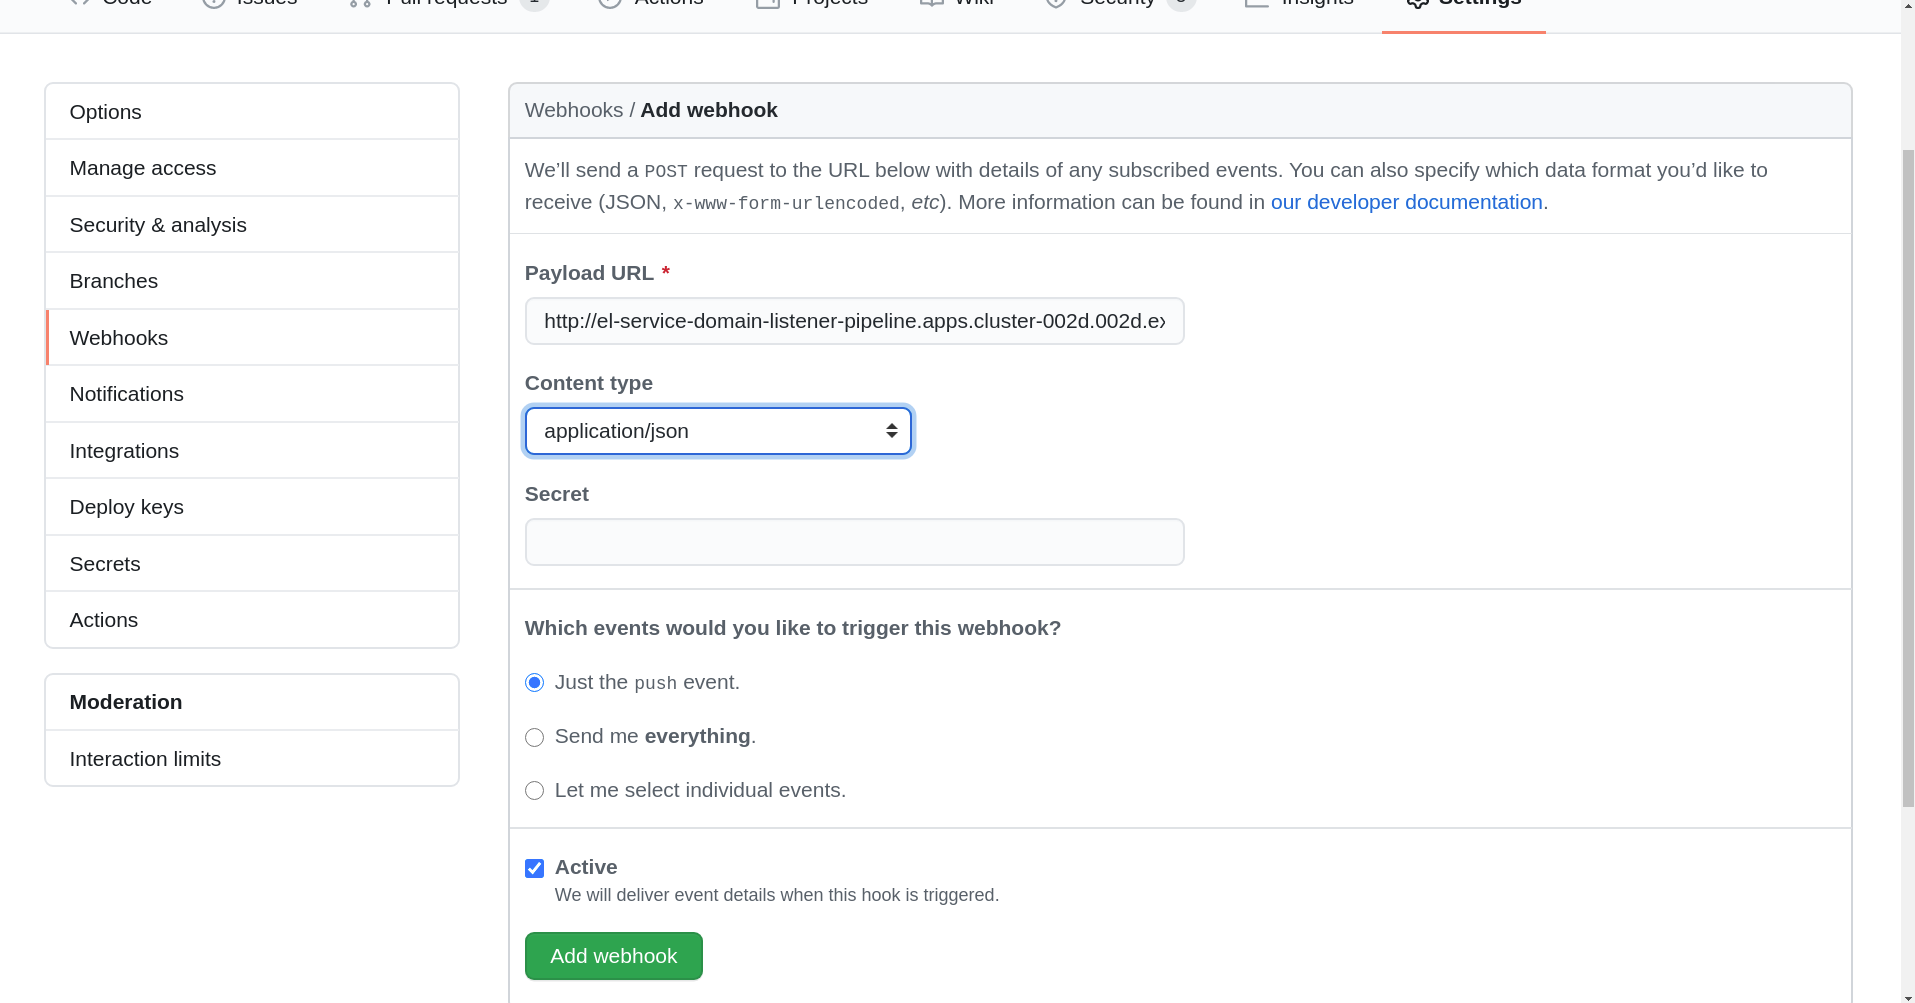 Code Issues Pull requests 1 Actions Projects Wiki Security Insights Settings
Options
Manage access
Security & analysis
Branches
Webhooks
Notifications
Integrations
Deploy keys
Secrets
Actions
Moderation
Interaction limits
Webhooks / Add webhook
We’ll send a POST request to the URL below with details of any subscribed events. You can also specify which data format you’d like to
receive (JSON, x-www-form-urlencoded, etc). More information can be found in our developer documentation.
Payload URL *
http://el-service-domain-listener-pipeline.apps.cluster-002d.002d.e
Content type
application/json
Secret
Which events would you like to trigger this webhook?
Just the push event.
Send me everything.
Let me select individual events.
Active
We will deliver event details when this hook is triggered.
Add webhook